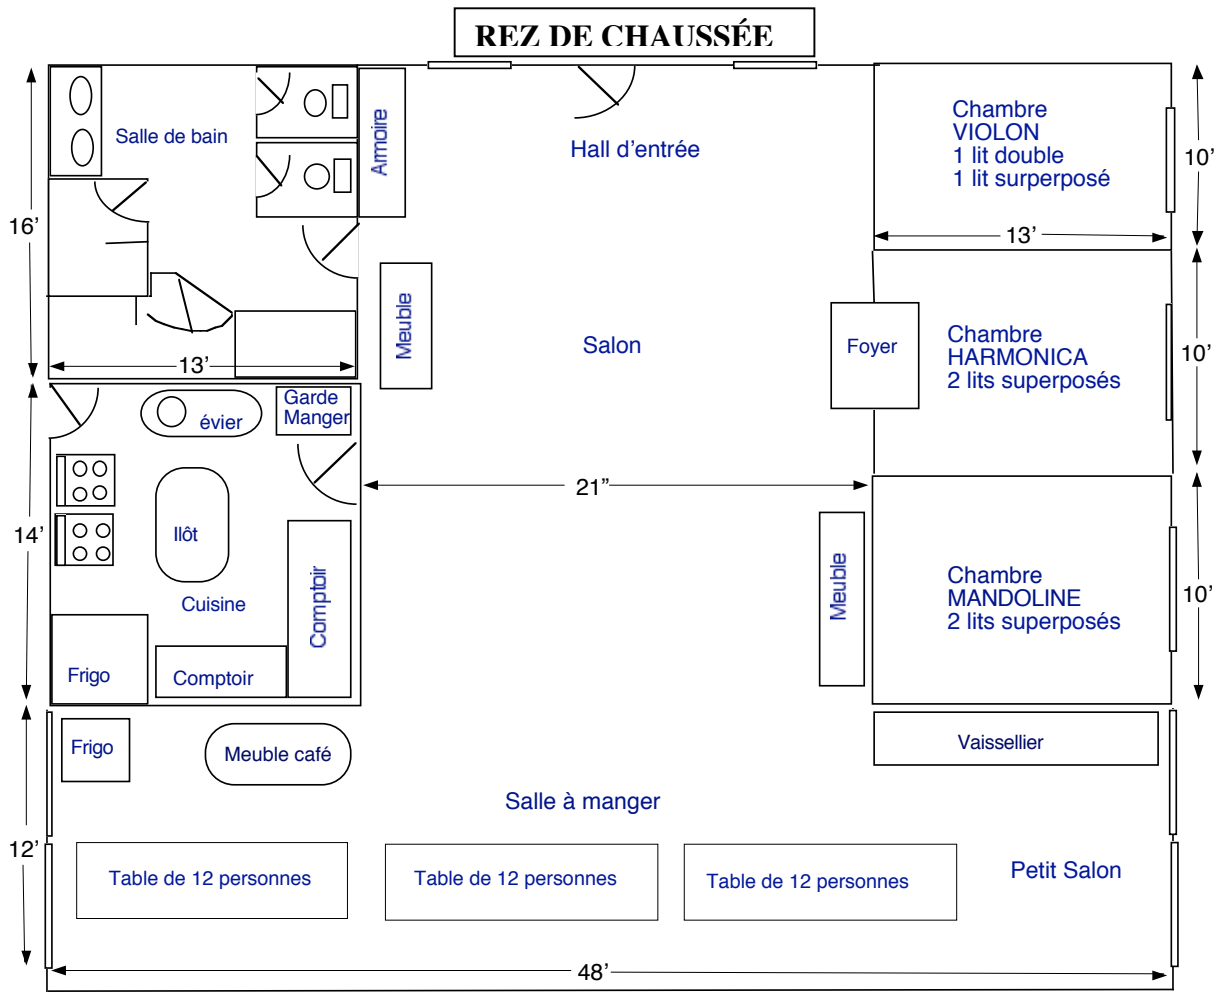 REZ DE CHAUSSÉE
Salle de bain
Armoire
Hall d'entrée
Chambre
VIOLON
1 lit double
1 lit surperposé
10'
13'
16'
Meuble
Salon
Foyer
Chambre
HARMONICA
2 lits superposés
10'
13'
évier
Garde
Manger
21”
14'
Ilôt
Cuisine
Comptoir
Meuble
Chambre
MANDOLINE
2 lits superposés
10'
Frigo
Comptoir
Frigo
Meuble café
Vaissellier
Salle à manger
12'
Table de 12 personnes
Table de 12 personnes
Table de 12 personnes
Petit Salon
48'